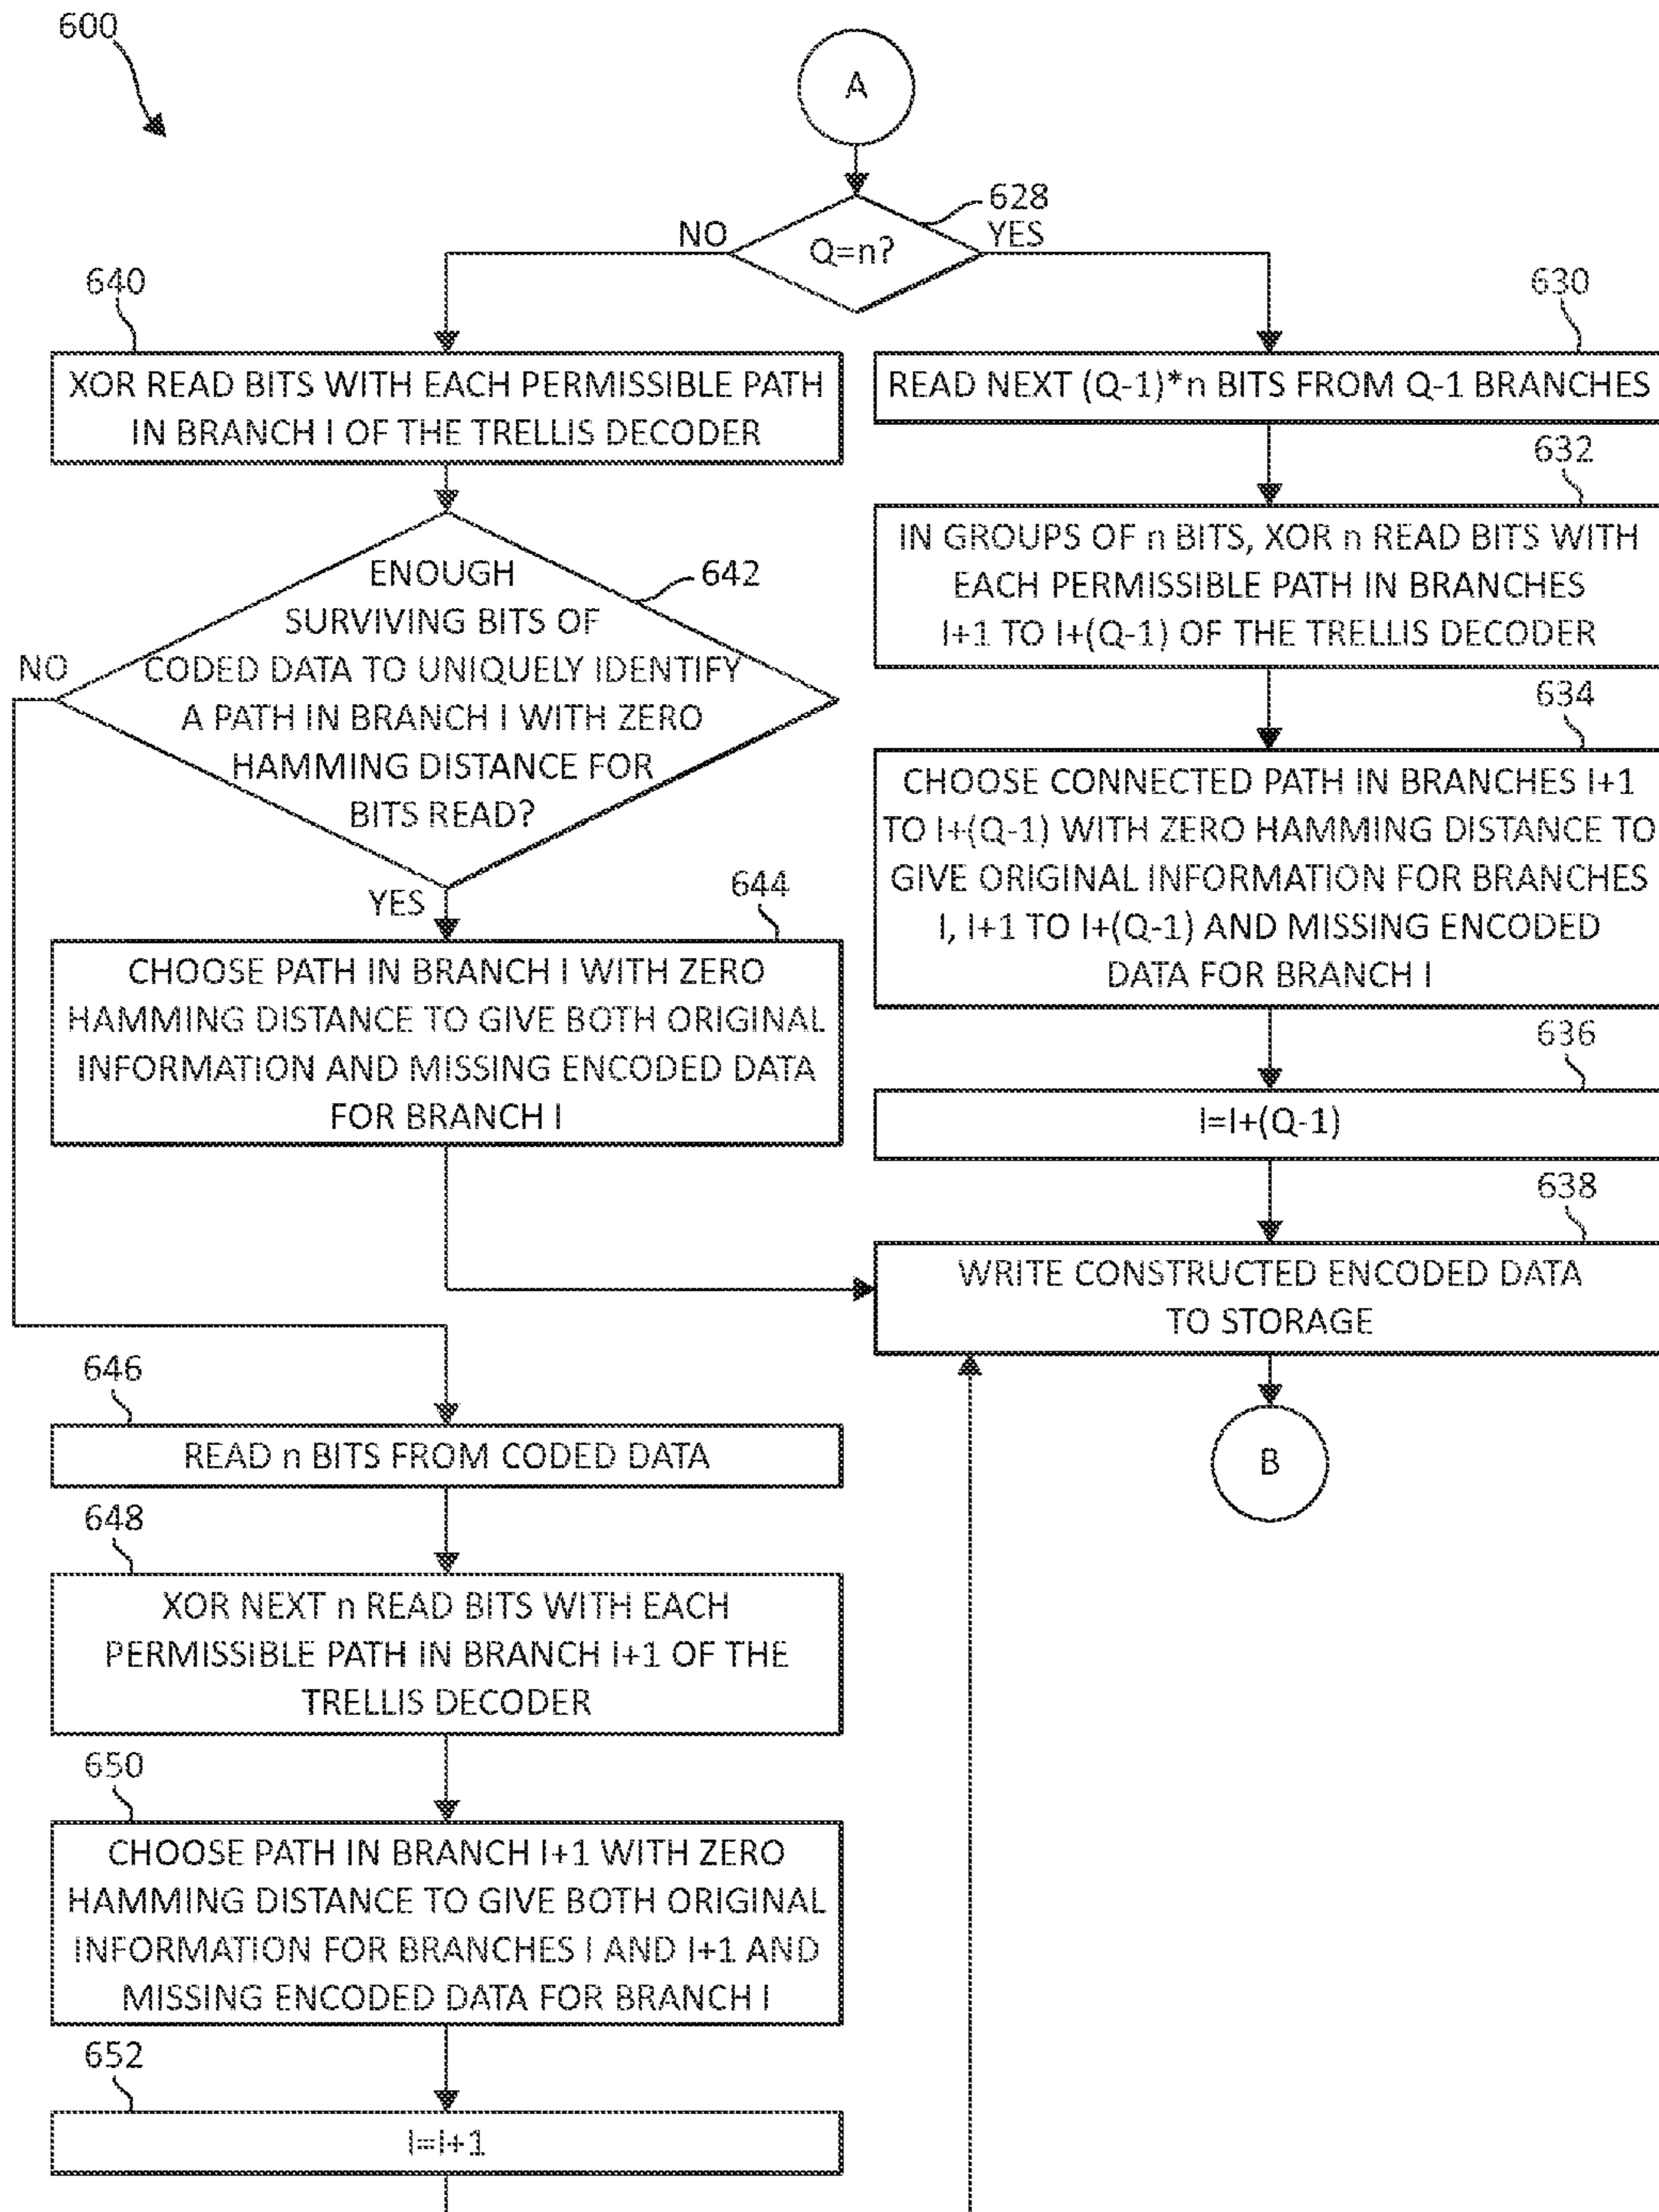 600
A
628
NO
Q=n?
YES
640
XOR READ BITS WITH EACH PERMISSIBLE PATH
IN BRANCH I OF THE TRELLIS DECODER
642
ENOUGH
SURVIVING BITS OF
CODED DATA TO UNIQUELY IDENTIFY
A PATH IN BRANCH I WITH ZERO
HAMMING DISTANCE FOR
BITS READ?
NO
YES
644
CHOOSE PATH IN BRANCH I WITH ZERO
HAMMING DISTANCE TO GIVE BOTH ORIGINAL
INFORMATION AND MISSING ENCODED DATA
FOR BRANCH I
646
READ n BITS FROM CODED DATA
648
XOR NEXT n READ BITS WITH EACH
PERMISSIBLE PATH IN BRANCH I+1 OF THE
TRELLIS DECODER
650
CHOOSE PATH IN BRANCH I+1 WITH ZERO
HAMMING DISTANCE TO GIVE BOTH ORIGINAL
INFORMATION FOR BRANCHES I AND I+1 AND
MISSING ENCODED DATA FOR BRANCH I
652
I=I+1
630
READ NEXT (Q-1)*n BITS FROM Q-1 BRANCHES
632
IN GROUPS OF n BITS, XOR n READ BITS WITH
EACH PERMISSIBLE PATH IN BRANCHES
I+1 TO I+(Q-1) OF THE TRELLIS DECODER
634
CHOOSE CONNECTED PATH IN BRANCHES I+1
TO I+(Q-1) WITH ZERO HAMMING DISTANCE TO
GIVE ORIGINAL INFORMATION FOR BRANCHES
I, I+1 TO I+(Q-1) AND MISSING ENCODED
DATA FOR BRANCH I
636
I=I+(Q-1)
638
WRITE CONSTRUCTED ENCODED DATA
TO STORAGE
B